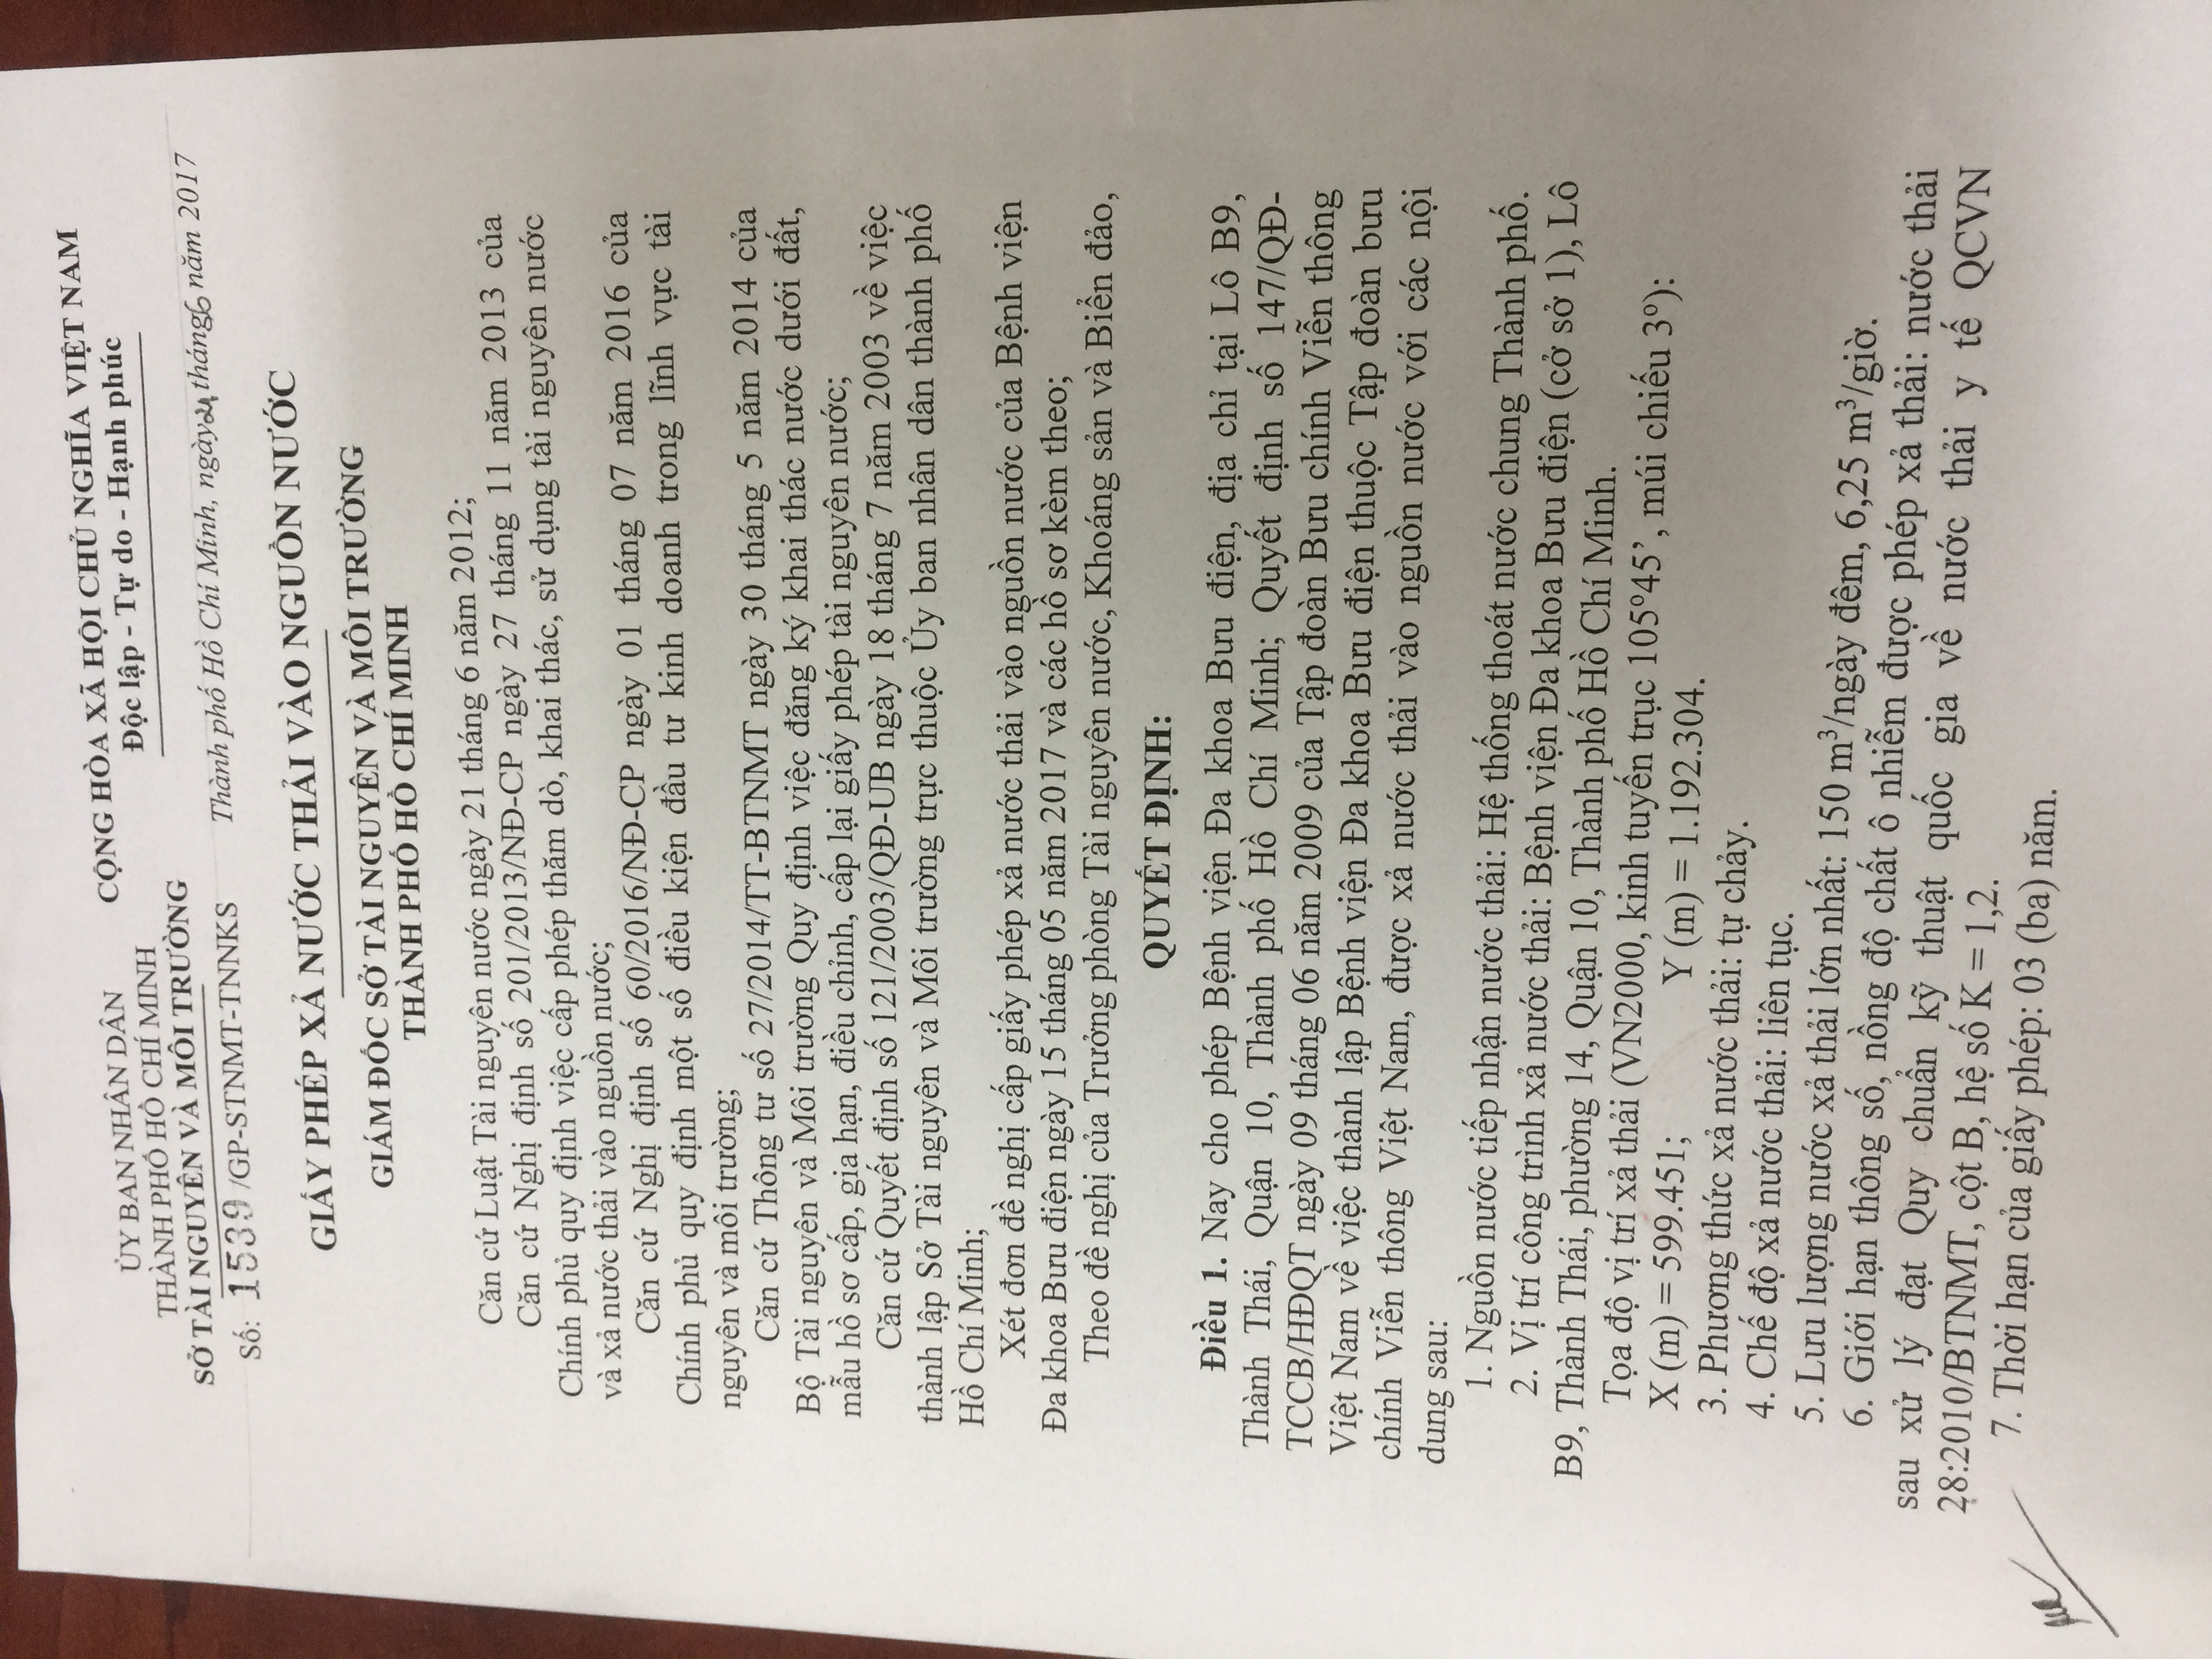 ỦY BAN NHÂN DÂN
THÀNH PHỐ HỒ CHÍ MINH
SỞ TÀI NGUYÊN VÀ MÔI TRƯỜNG
Số: 1539 /GP-STNMT-TNNKS
CỘNG HÒA XÃ HỘI CHỦ NGHĨA VIỆT NAM
Độc lập - Tự do - Hạnh phúc
Thành phố Hồ Chí Minh, ngày tháng 6 năm 2017
GIẤY PHÉP XẢ NƯỚC THẢI VÀO NGUỒN NƯỚC
GIÁM ĐỐC SỞ TÀI NGUYÊN VÀ MÔI TRƯỜNG
THÀNH PHỐ HỒ CHÍ MINH
Căn cứ Luật Tài nguyên nước ngày 21 tháng 6 năm 2012;
Căn cứ Nghị định số 201/2013/NĐ-CP ngày 27 tháng 11 năm 2013 của
Chính phủ quy định việc cấp phép thăm dò, khai thác, sử dụng tài nguyên nước
và xả nước thải vào nguồn nước;
Căn cứ Nghị định số 60/2016/NĐ-CP ngày 01 tháng 07 năm 2016 của
Chính phủ quy định một số điều kiện đầu tư kinh doanh trong lĩnh vực tài
nguyên và môi trường;
Căn cứ Thông tư số 27/2014/TT-BTNMT ngày 30 tháng 5 năm 2014 của
Bộ Tài nguyên và Môi trường Quy định việc đăng ký khai thác nước dưới đất,
mẫu hồ sơ cấp, gia hạn, điều chỉnh, cấp lại giấy phép tài nguyên nước;
Căn cứ Quyết định số 121/2003/QĐ-UB ngày 18 tháng 7 năm 2003 về việc
thành lập Sở Tài nguyên và Môi trường trực thuộc Ủy ban nhân dân thành phố
Hồ Chí Minh;
Xét đơn đề nghị cấp giấy phép xả nước thải vào nguồn nước của Bệnh viện
Đa khoa Bưu điện ngày 15 tháng 05 năm 2017 và các hồ sơ kèm theo;
Theo đề nghị của Trưởng phòng Tài nguyên nước, Khoáng sản và Biển đảo,
QUYẾT ĐỊNH:
Điều 1. Nay cho phép Bệnh viện Đa khoa Bưu điện, địa chỉ tại Lô B9,
Thành Thái, Quận 10, Thành phố Hồ Chí Minh; Quyết định số 147/QĐ-
TCCB/HĐQT ngày 09 tháng 06 năm 2009 của Tập đoàn Bưu chính Viễn thông
Việt Nam về việc thành lập Bệnh viện Đa khoa Bưu điện thuộc Tập đoàn bưu
chính Viễn thông Việt Nam, được xả nước thải vào nguồn nước với các nội
dung sau:
1. Nguồn nước tiếp nhận nước thải: Hệ thống thoát nước chung Thành phố.
2. Vị trí công trình xả nước thải: Bệnh viện Đa khoa Bưu điện (cở sở 1), Lô
B9, Thành Thái, phường 14, Quận 10, Thành phố Hồ Chí Minh.
Tọa độ vị trí xả thải (VN2000, kinh tuyến trục 105°45’, múi chiếu 3°):
X (m) = 599.451; Y (m) = 1.192.304.
3. Phương thức xả nước thải: tự chảy.
4. Chế độ xả nước thải: liên tục.
5. Lưu lượng nước xả thải lớn nhất: 150 m³/ngày đêm, 6,25 m³/giờ.
6. Giới hạn thông số, nồng độ chất ô nhiễm được phép xả thải: nước thải
sau xử lý đạt Quy chuẩn kỹ thuật quốc gia về nước thải y tế QCVN
28:2010/BTNMT, cột B, hệ số K = 1,2.
7. Thời hạn của giấy phép: 03 (ba) năm.